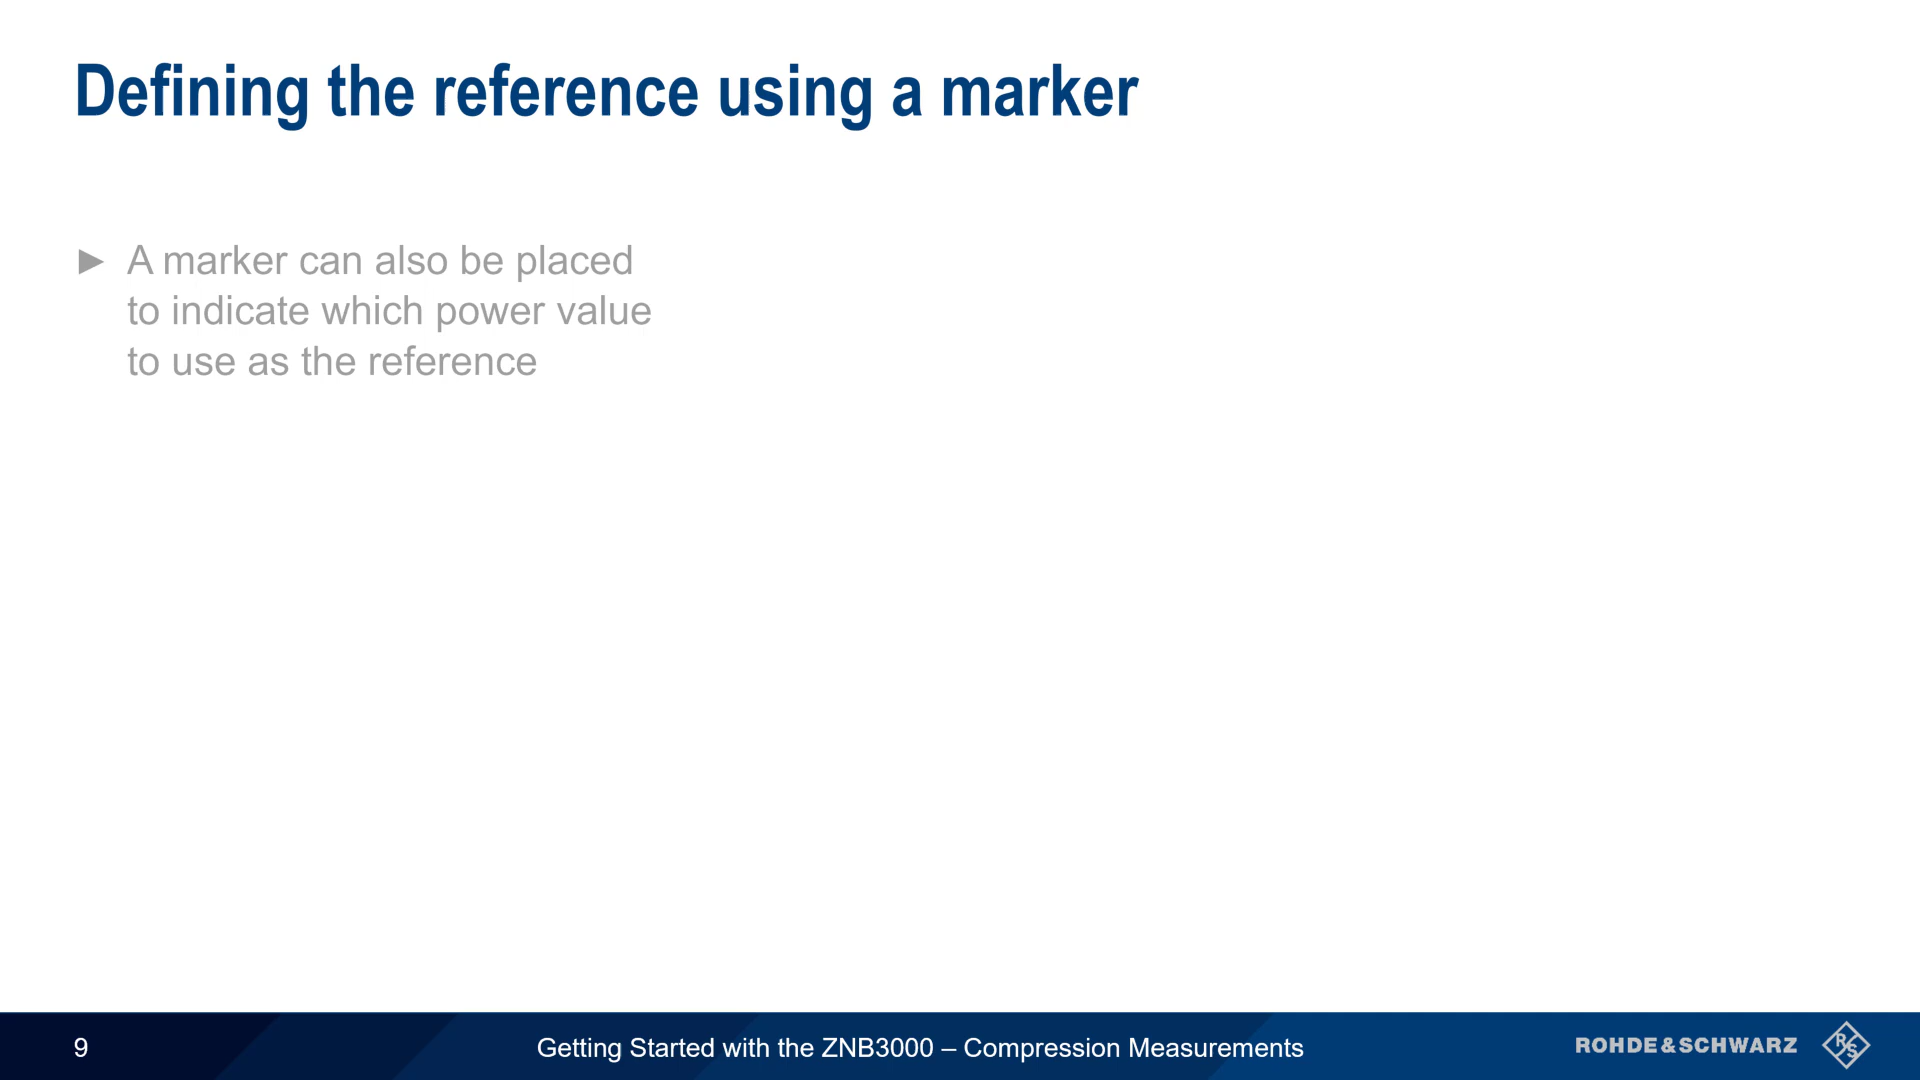 Defining the reference using a marker
► A marker can also be placed
to indicate which power value
to use as the reference
9
Getting Started with the ZNB3000 – Compression Measurements
ROHDE&SCHWARZ
R&S